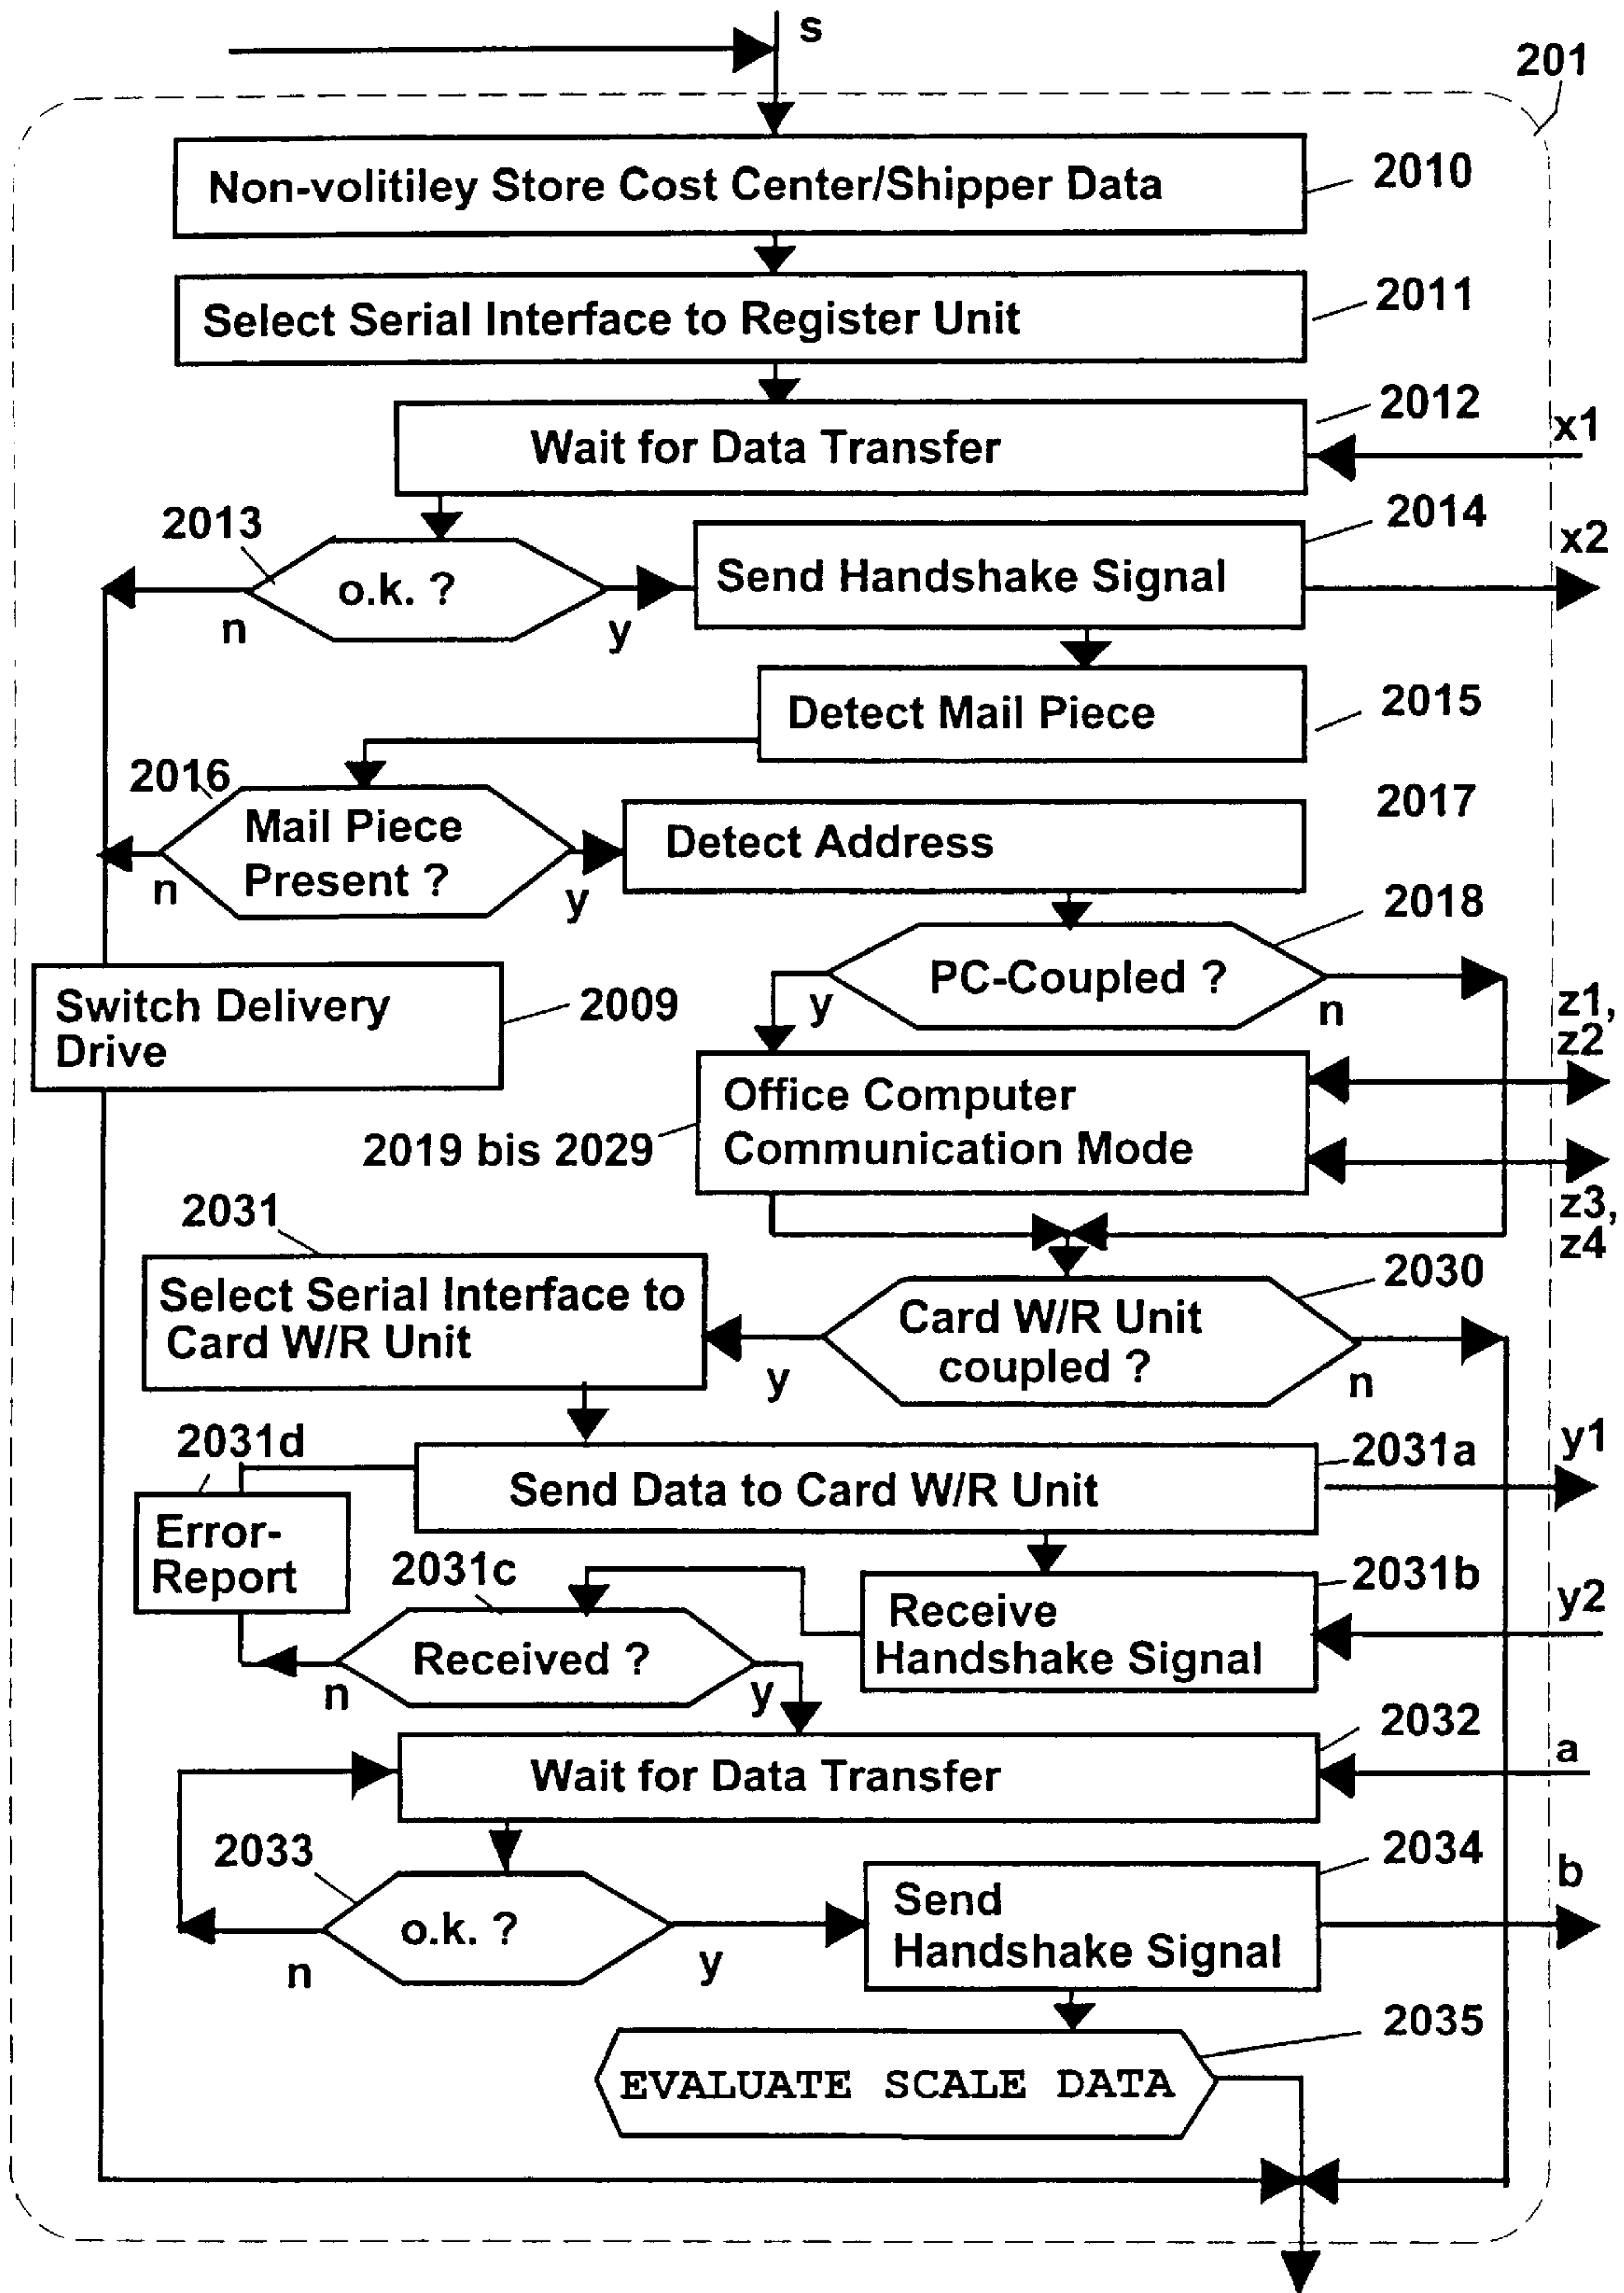 s
201
Non-volitiley Store Cost Center/Shipper Data
2010
Select Serial Interface to Register Unit
2011
Wait for Data Transfer
2012
x1
2013
o.k. ?
n
y
Send Handshake Signal
2014
x2
Detect Mail Piece
2015
2016
Mail Piece
Present ?
n
y
Detect Address
2017
PC-Coupled ?
2018
y
n
Switch Delivery
Drive
2009
z1,
z2
Office Computer
Communication Mode
2019 bis 2029
z3,
z4
2031
Select Serial Interface to
Card W/R Unit
Card W/R Unit
coupled ?
2030
y
n
2031d
Send Data to Card W/R Unit
2031a
y1
Error-
Report
2031c
Received ?
n
y
Receive
Handshake Signal
2031b
y2
Wait for Data Transfer
2032
a
2033
o.k. ?
n
y
Send
Handshake Signal
2034
b
EVALUATE SCALE DATA
2035